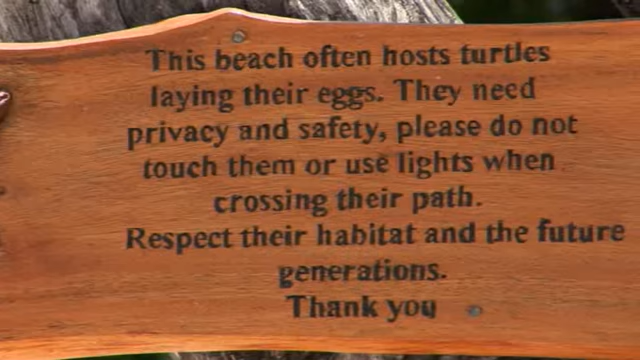 This beach often hosts turtles
laying their eggs. They need
privacy and safety, please do not
touch them or use lights when
crossing their path.
Respect their habitat and the future
generations.
Thank you